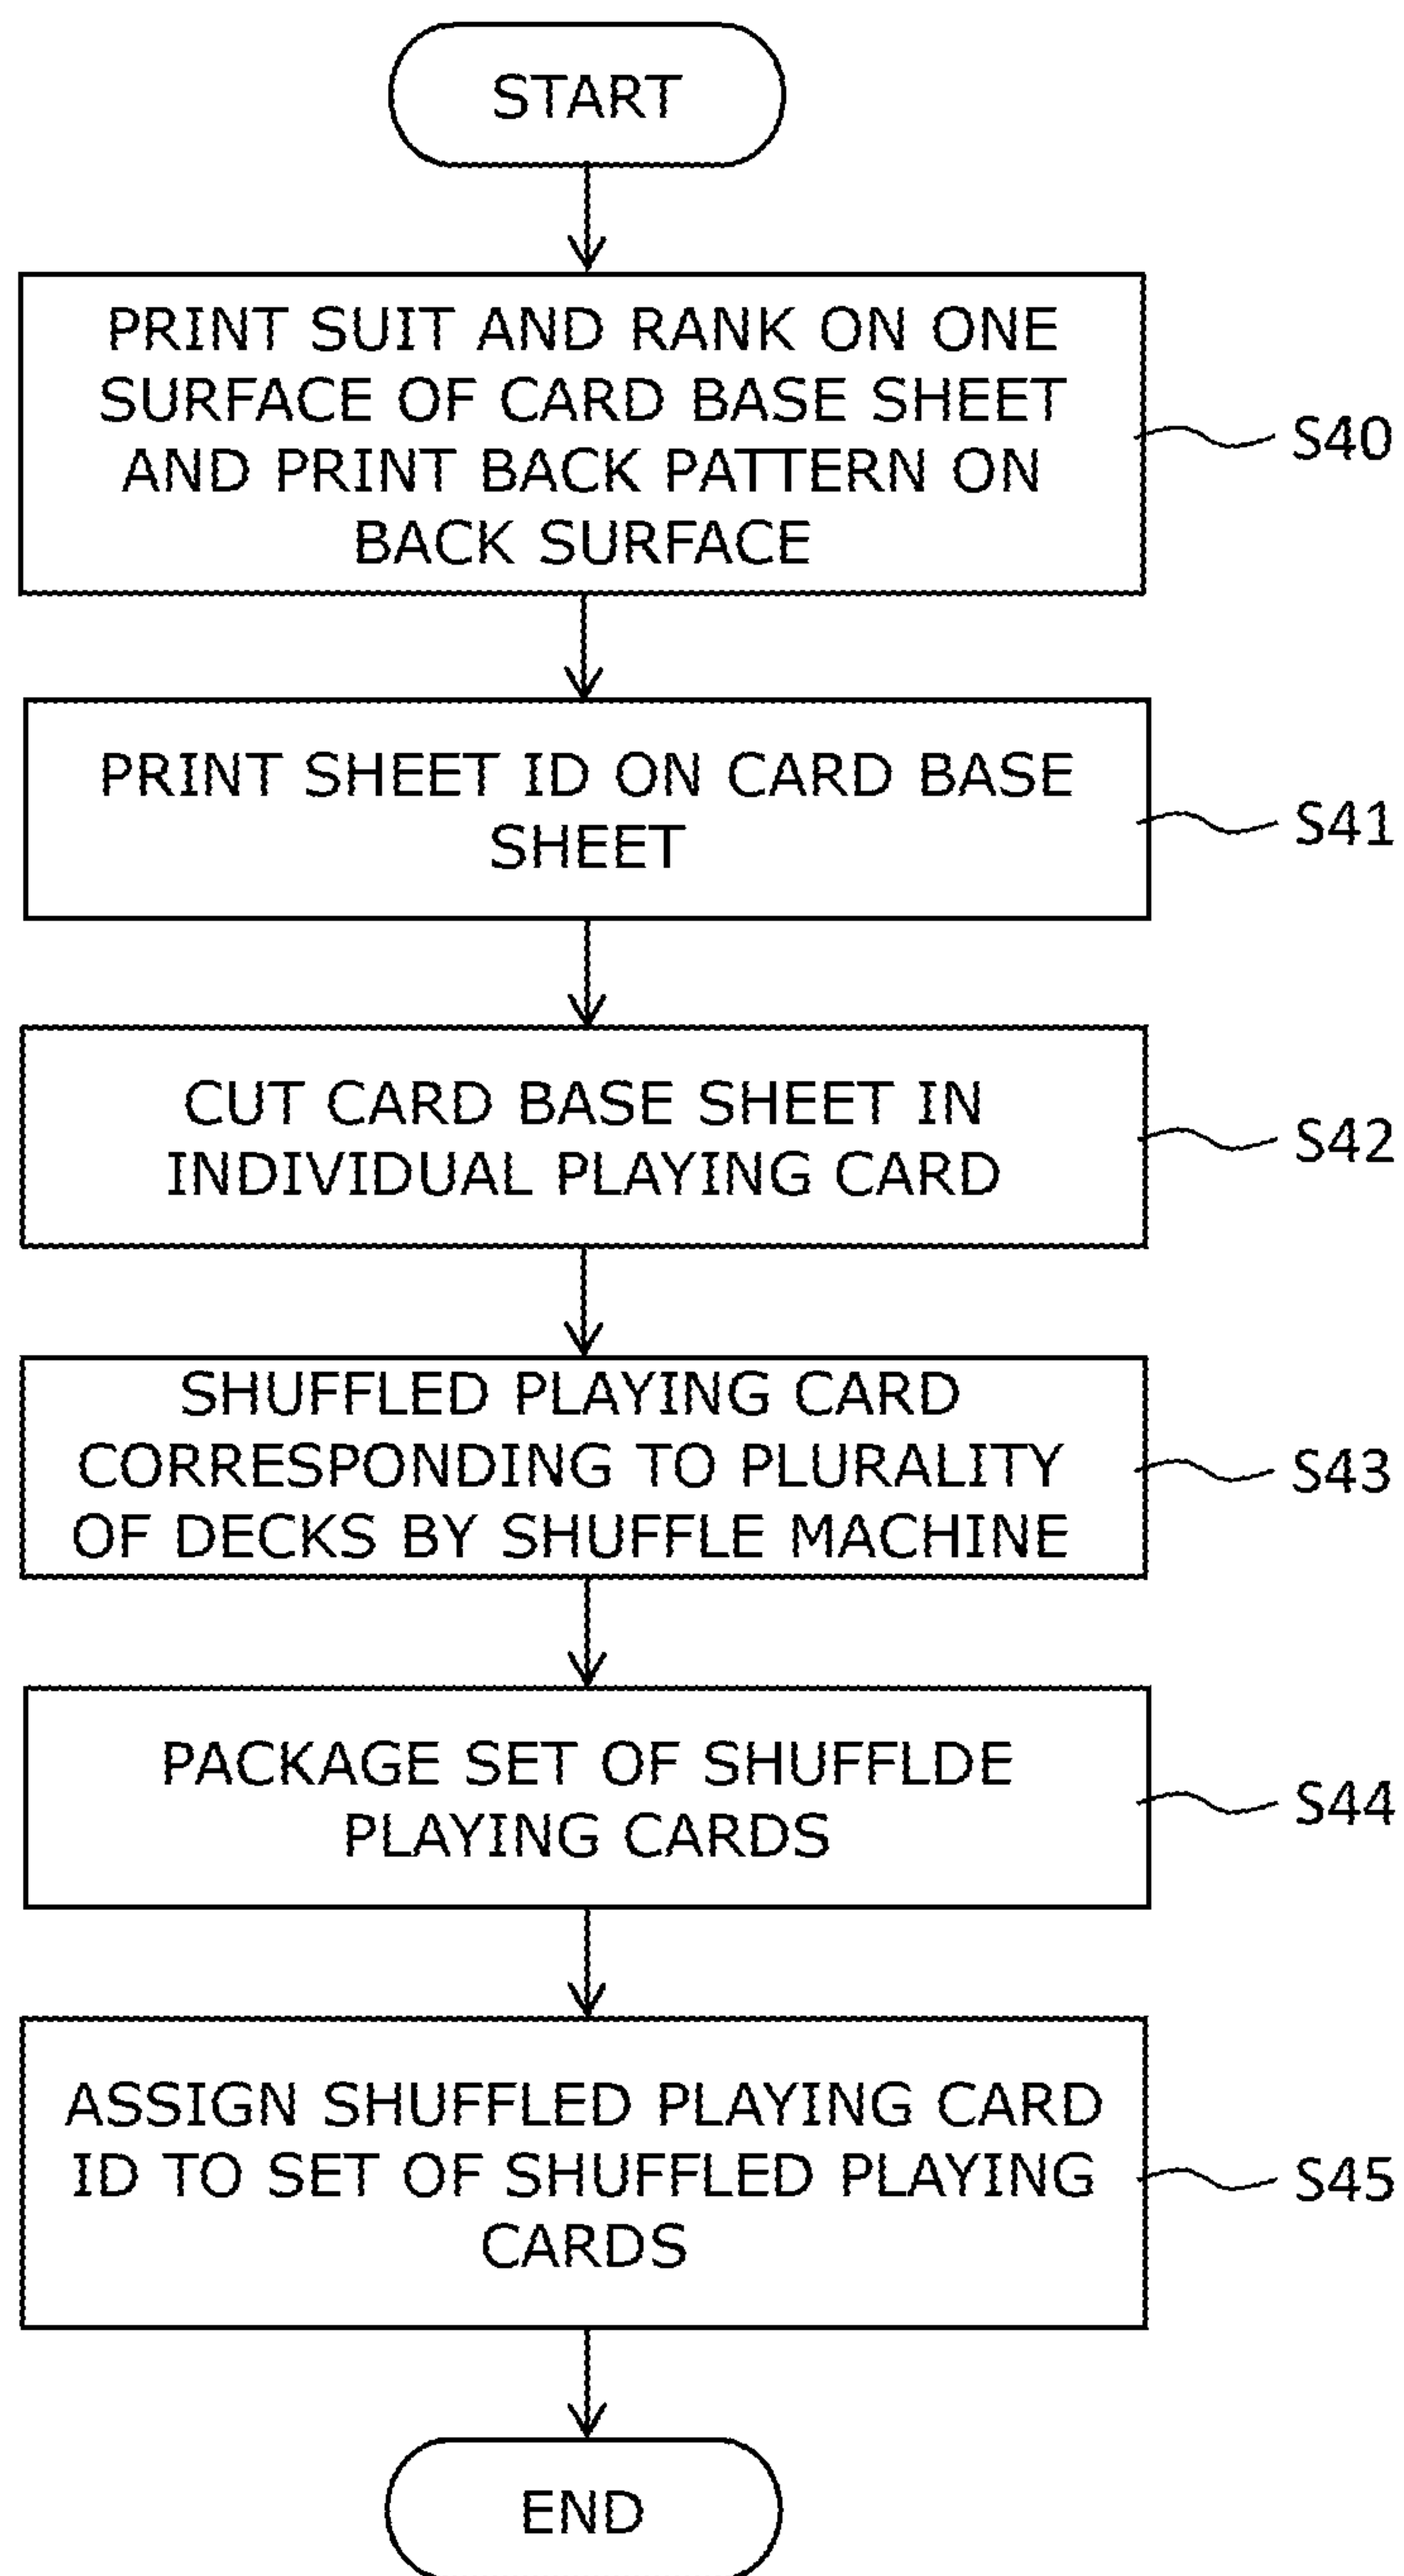 START
PRINT SUIT AND RANK ON ONE
SURFACE OF CARD BASE SHEET
AND PRINT BACK PATTERN ON
BACK SURFACE
S40
PRINT SHEET ID ON CARD BASE
SHEET
S41
CUT CARD BASE SHEET IN
INDIVIDUAL PLAYING CARD
S42
SHUFFLED PLAYING CARD
CORRESPONDING TO PLURALITY
OF DECKS BY SHUFFLE MACHINE
S43
PACKAGE SET OF SHUFFLDE
PLAYING CARDS
S44
ASSIGN SHUFFLED PLAYING CARD
ID TO SET OF SHUFFLED PLAYING
CARDS
S45
END